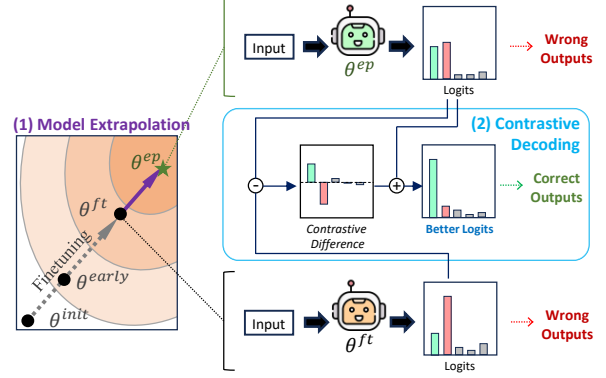 Input
θ^{ep}
Logits
Wrong
Outputs
(1) Model Extrapolation
θ^{ep}
θ^{ft}
Finetuning
θ^{early}
θ^{init}
(2) Contrastive
Decoding
-
+
Contrastive
Difference
Better Logits
Correct
Outputs
Input
θ^{ft}
Logits
Wrong
Outputs